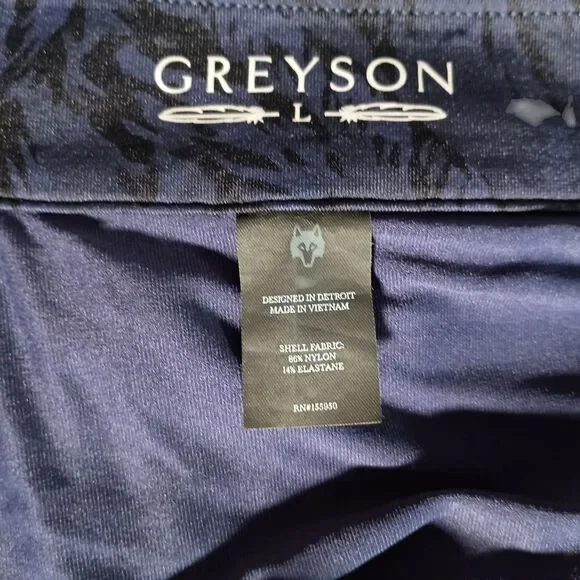 GREYSON
L
DESIGNED IN DETROIT
MADE IN VIETNAM
SHELL FABRIC:
86% NYLON
14% ELASTANE
RN#155950